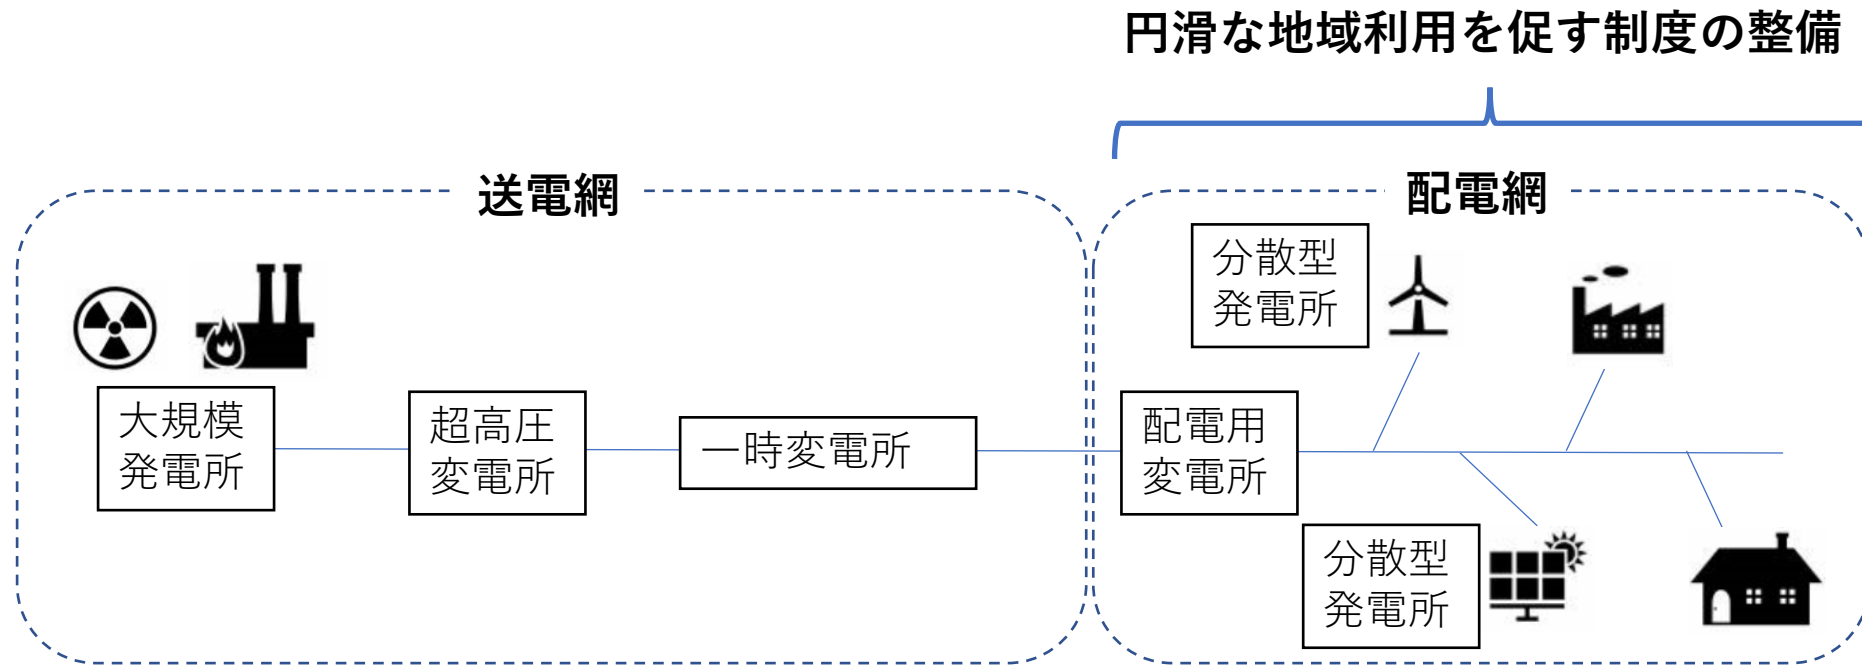 円滑な地域利用を促す制度の整備
送電網
配電網
分散型
発電所
大規模
発電所
超高圧
変電所
一時変電所
配電用
変電所
分散型
発電所